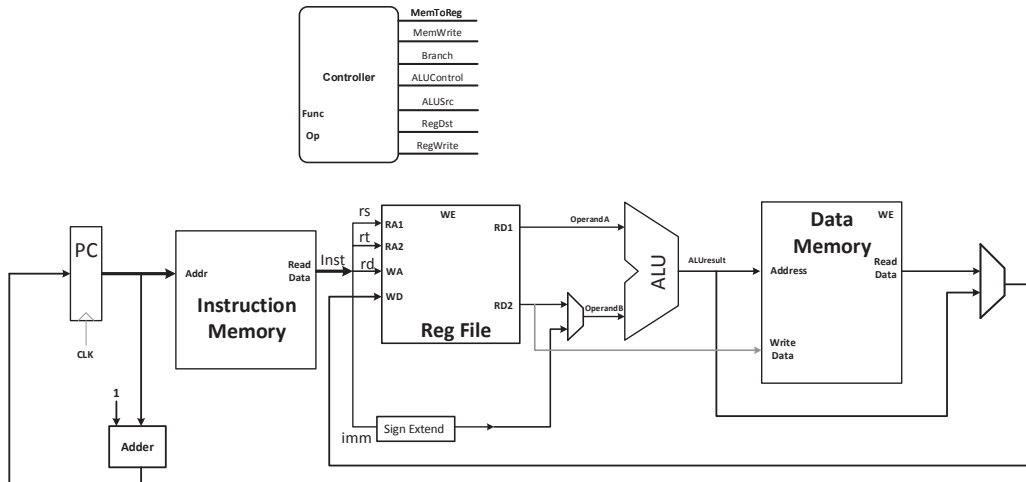 MemToReg
MemWrite
Branch
Controller
ALUControl
ALUSrc
Func
RegDst
Op
RegWrite
PC
CLK
1
Adder
Addr
Read
Data
Instruction
Memory
Inst
rs
rt
rd
imm
RA1
RA2
WA
WD
WE
RD1
RD2
Reg File
Sign Extend
OperandA
OperandB
ALU
ALUresult
Data
Memory
WE
Address
Read
Data
Write
Data